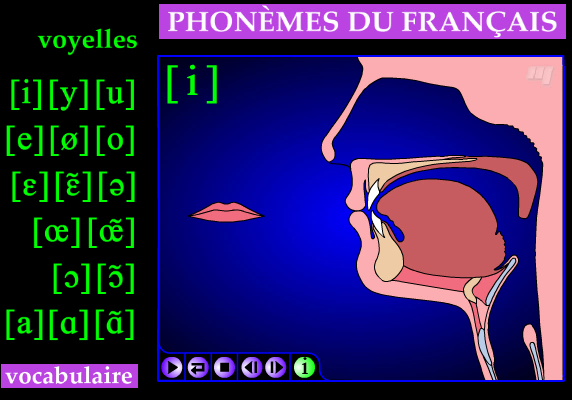 PHONÈMES DU FRANÇAIS
voyelles
[i][y][u]
[e][ø][o]
[ɛ][ɛ̃][ə]
[œ][œ̃]
[ɔ][ɔ̃]
[a][ɑ][ɑ̃]
vocabulaire
[i]
i